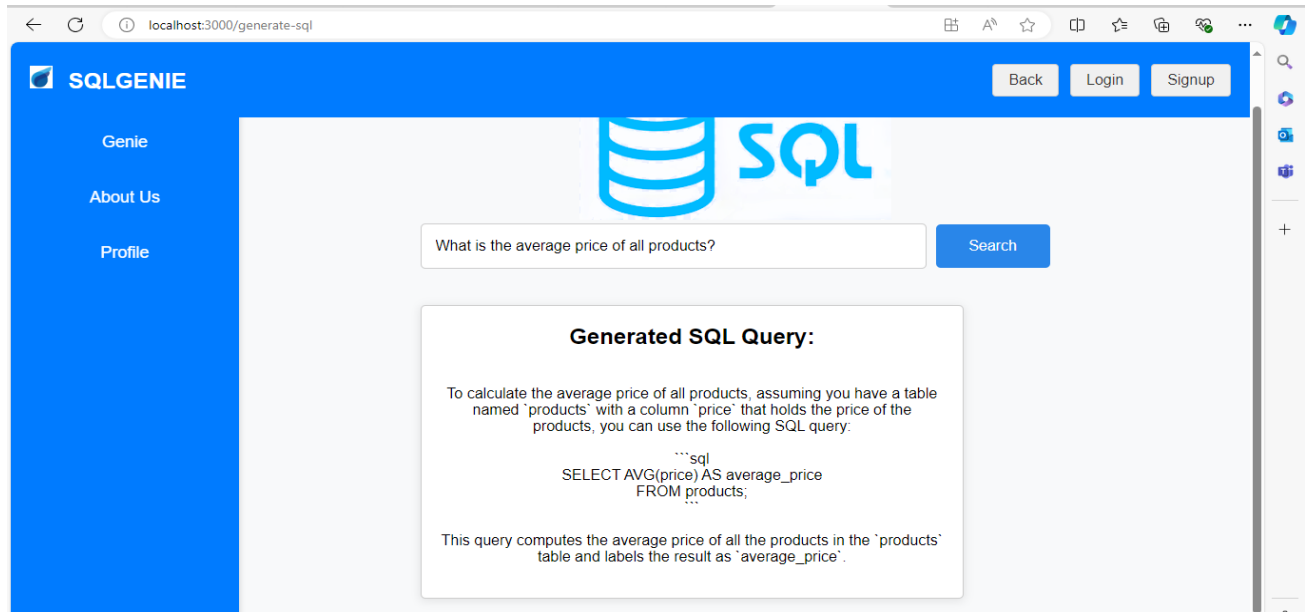 localhost:3000/generate-sql
SQLGENIE
Back
Login
Signup
Genie
About Us
Profile
SQL
What is the average price of all products?
Search
Generated SQL Query:
To calculate the average price of all products, assuming you have a table
named `products` with a column `price` that holds the price of the
products, you can use the following SQL query:
```sql
SELECT AVG(price) AS average_price
FROM products;
```
This query computes the average price of all the products in the `products`
table and labels the result as `average_price`.